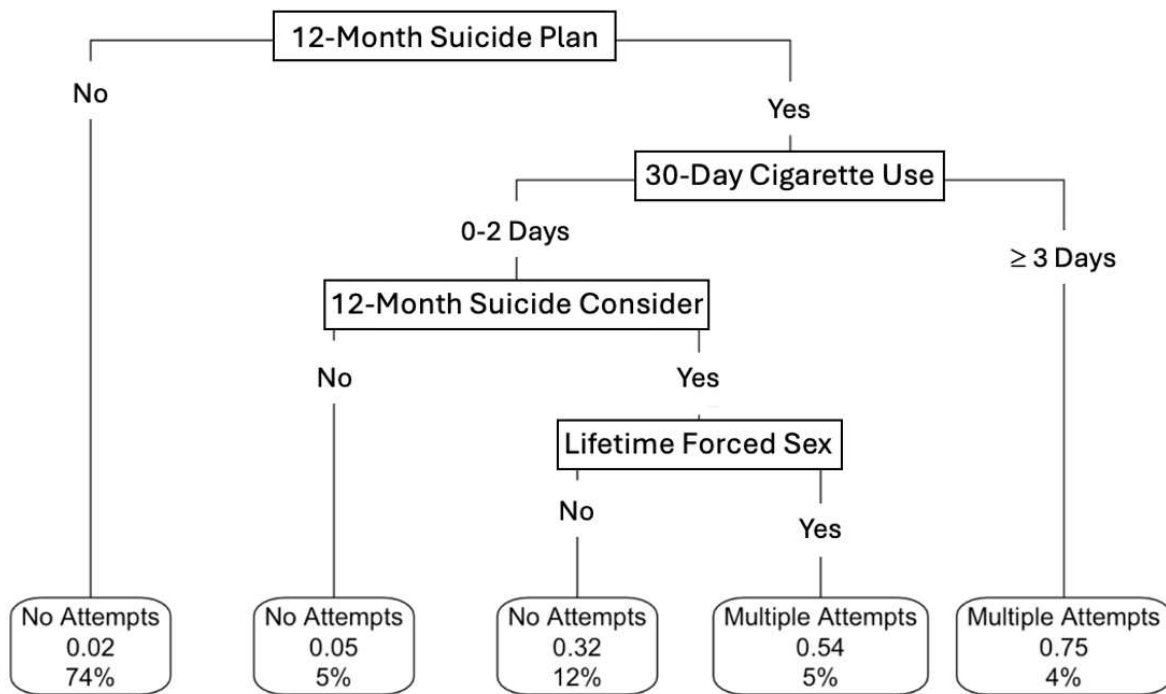 12-Month Suicide Plan
No
Yes
30-Day Cigarette Use
0-2 Days
≥ 3 Days
12-Month Suicide Consider
No
Yes
Lifetime Forced Sex
No
Yes
No Attempts
0.02
74%
No Attempts
0.05
5%
No Attempts
0.32
12%
Multiple Attempts
0.54
5%
Multiple Attempts
0.75
4%